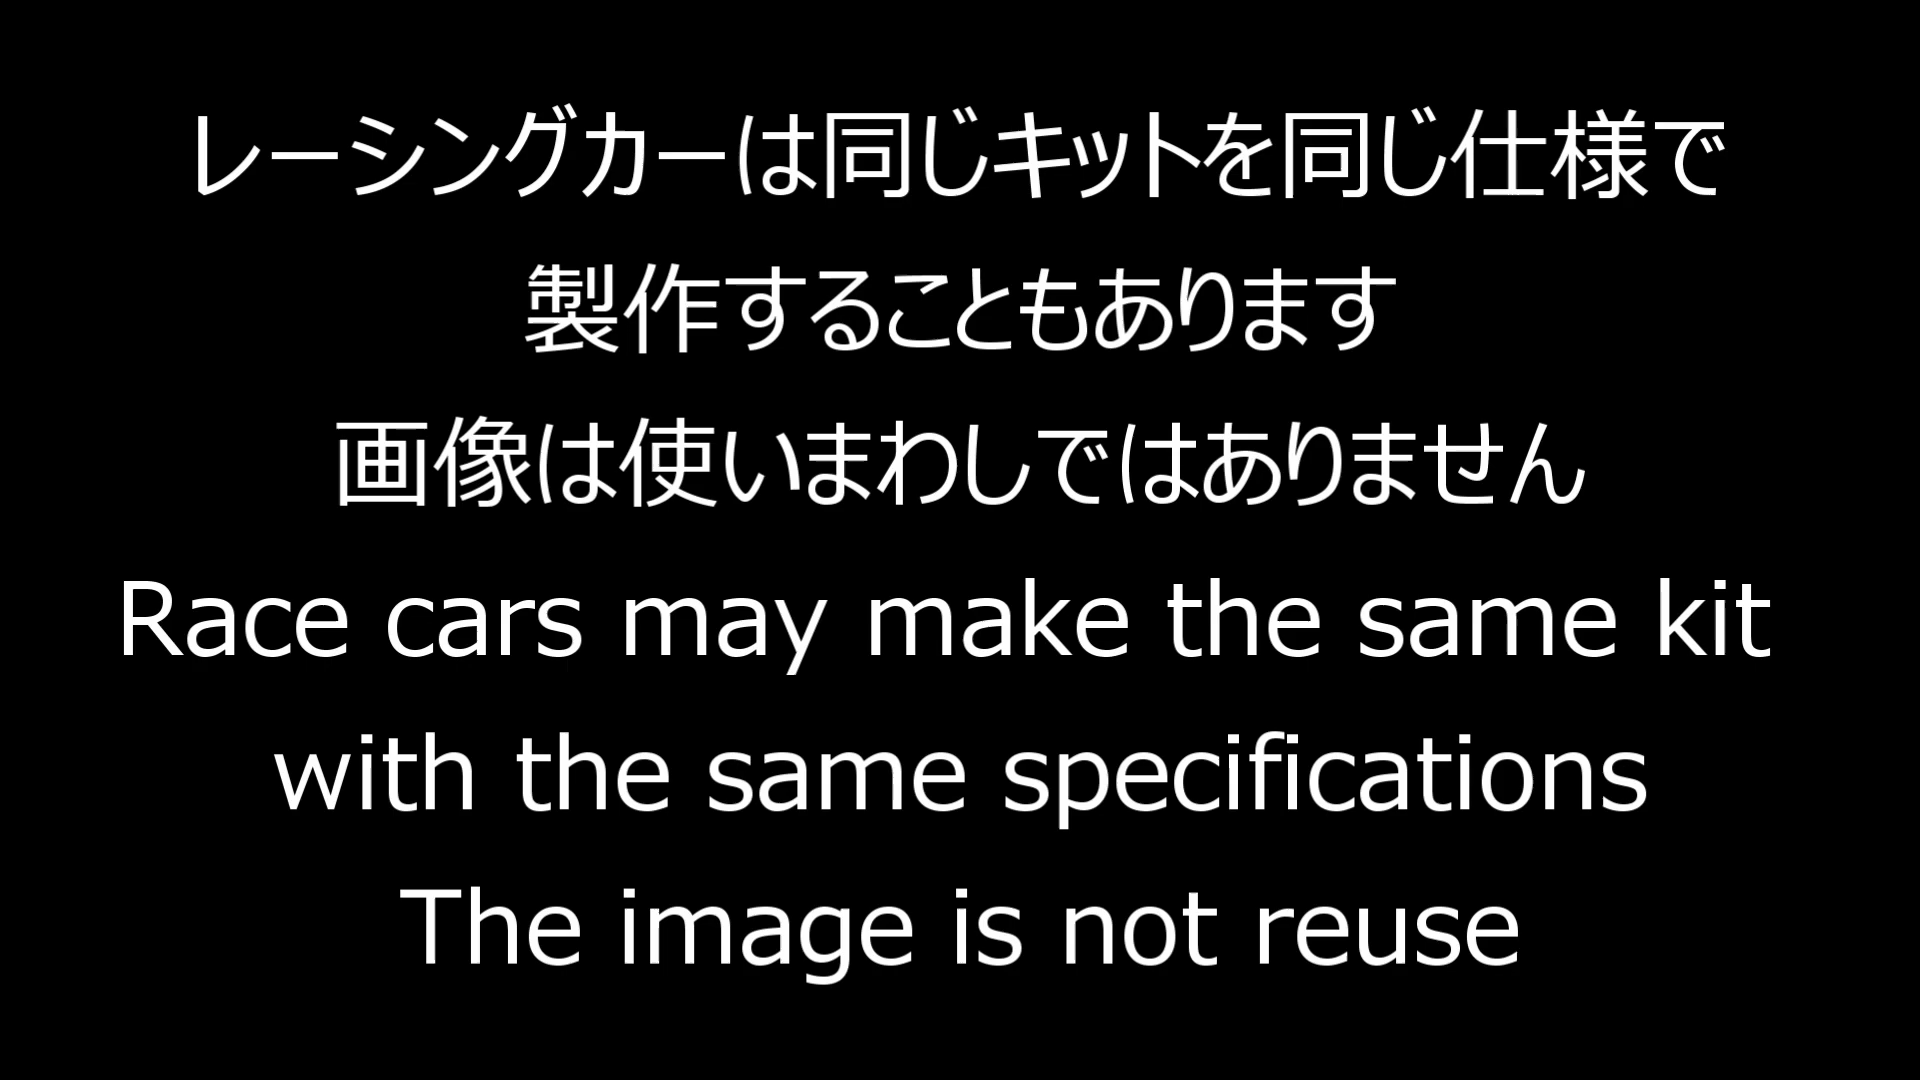 レーシングカーは同じキットを同じ仕様で
製作することもあります
画像は使いまわしではありません
Race cars may make the same kit
with the same specifications
The image is not reuse